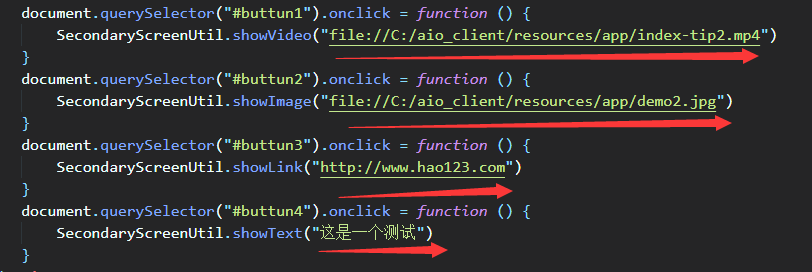 document.querySelector("#buttun1").onclick = function () {
SecondaryScreenUtil.showVideo("file://C:/aio_client/resources/app/index-tip2.mp4")
}
document.querySelector("#buttun2").onclick = function () {
SecondaryScreenUtil.showImage("file://C:/aio_client/resources/app/demo2.jpg")
}
document.querySelector("#buttun3").onclick = function () {
SecondaryScreenUtil.showLink("http://www.hao123.com")
}
document.querySelector("#buttun4").onclick = function () {
SecondaryScreenUtil.showText("这是一个测试")
}